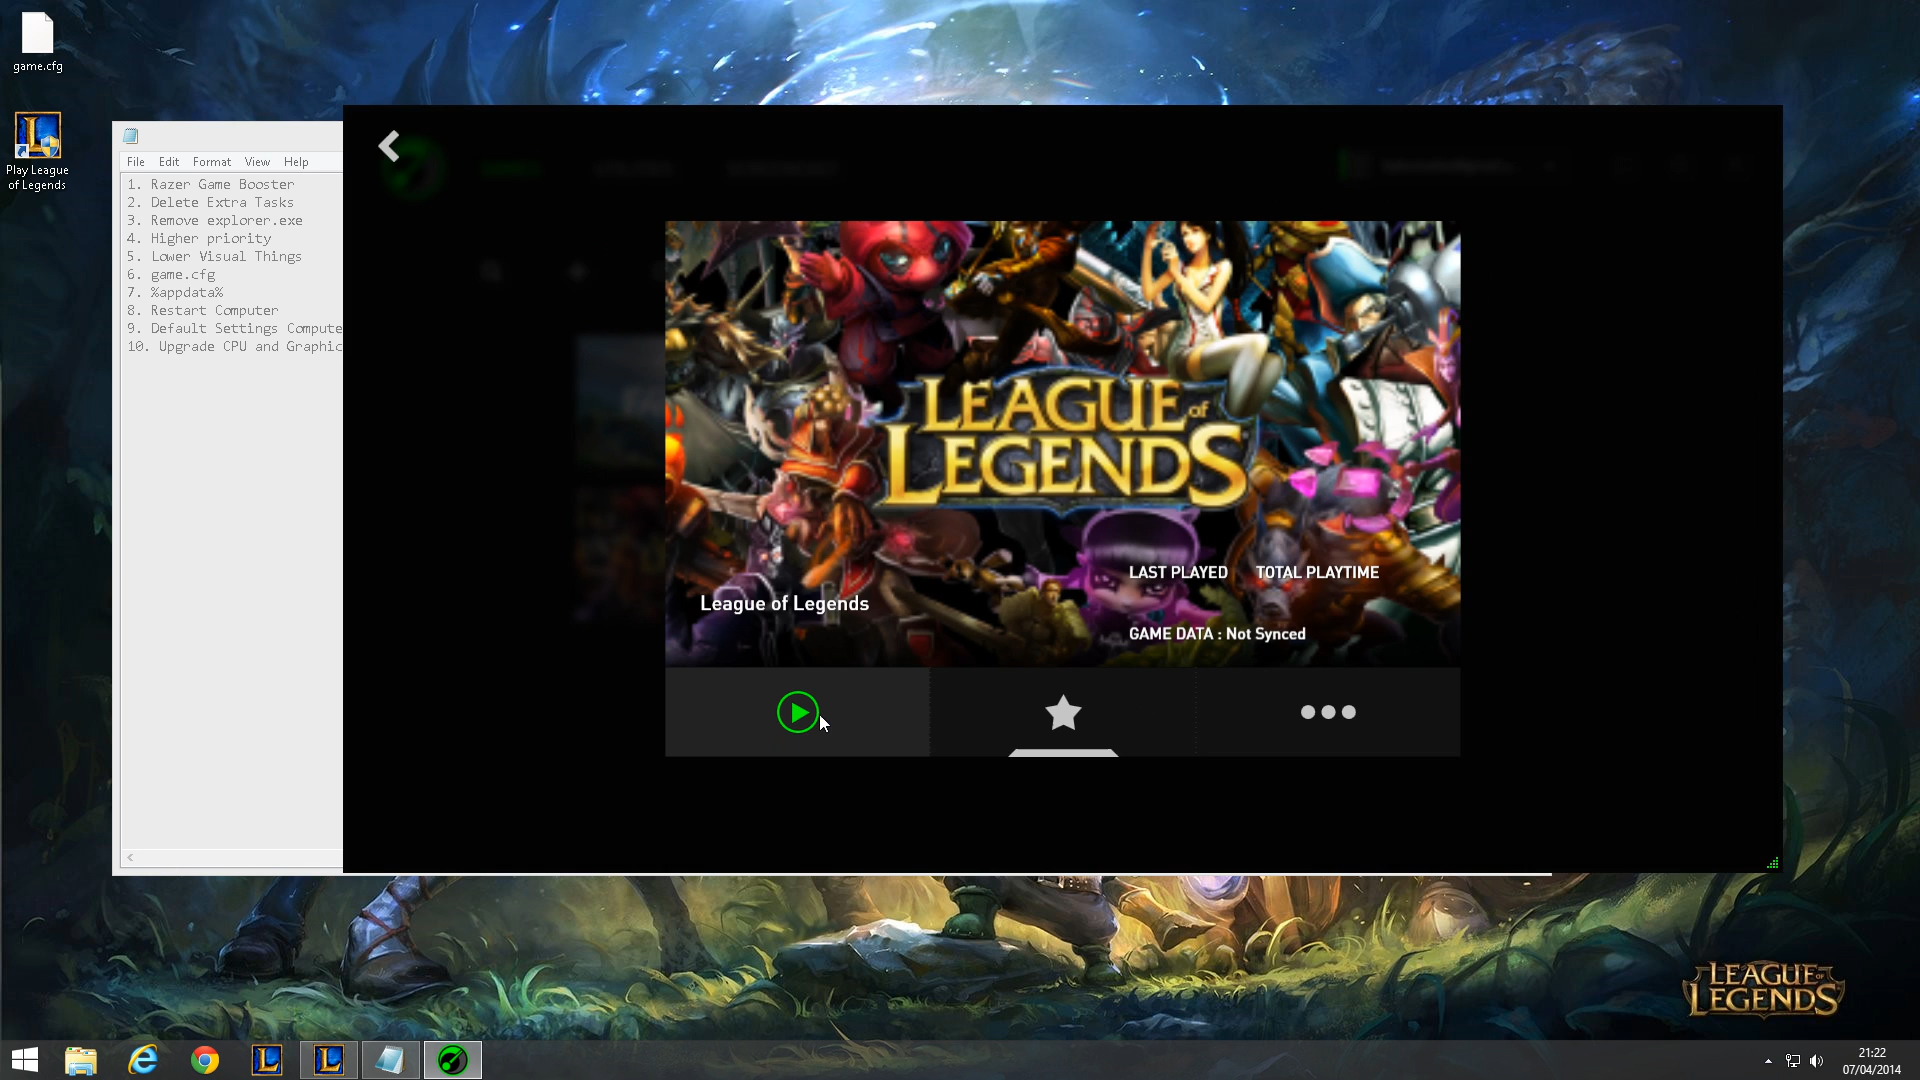 game.cfg
Play League
of Legends
File Edit Format View Help
1. Razer Game Booster
2. Delete Extra Tasks
3. Remove explorer.exe
4. Higher priority
5. Lower Visual Things
6. game.cfg
7. %appdata%
8. Restart Computer
9. Default Settings Compute
10. Upgrade CPU and Graphic
LEAGUE of
LEGENDS
LAST PLAYED TOTAL PLAYTIME
League of Legends
GAME DATA : Not Synced
LEAGUE OF
LEGENDS
21:22
07/04/2014